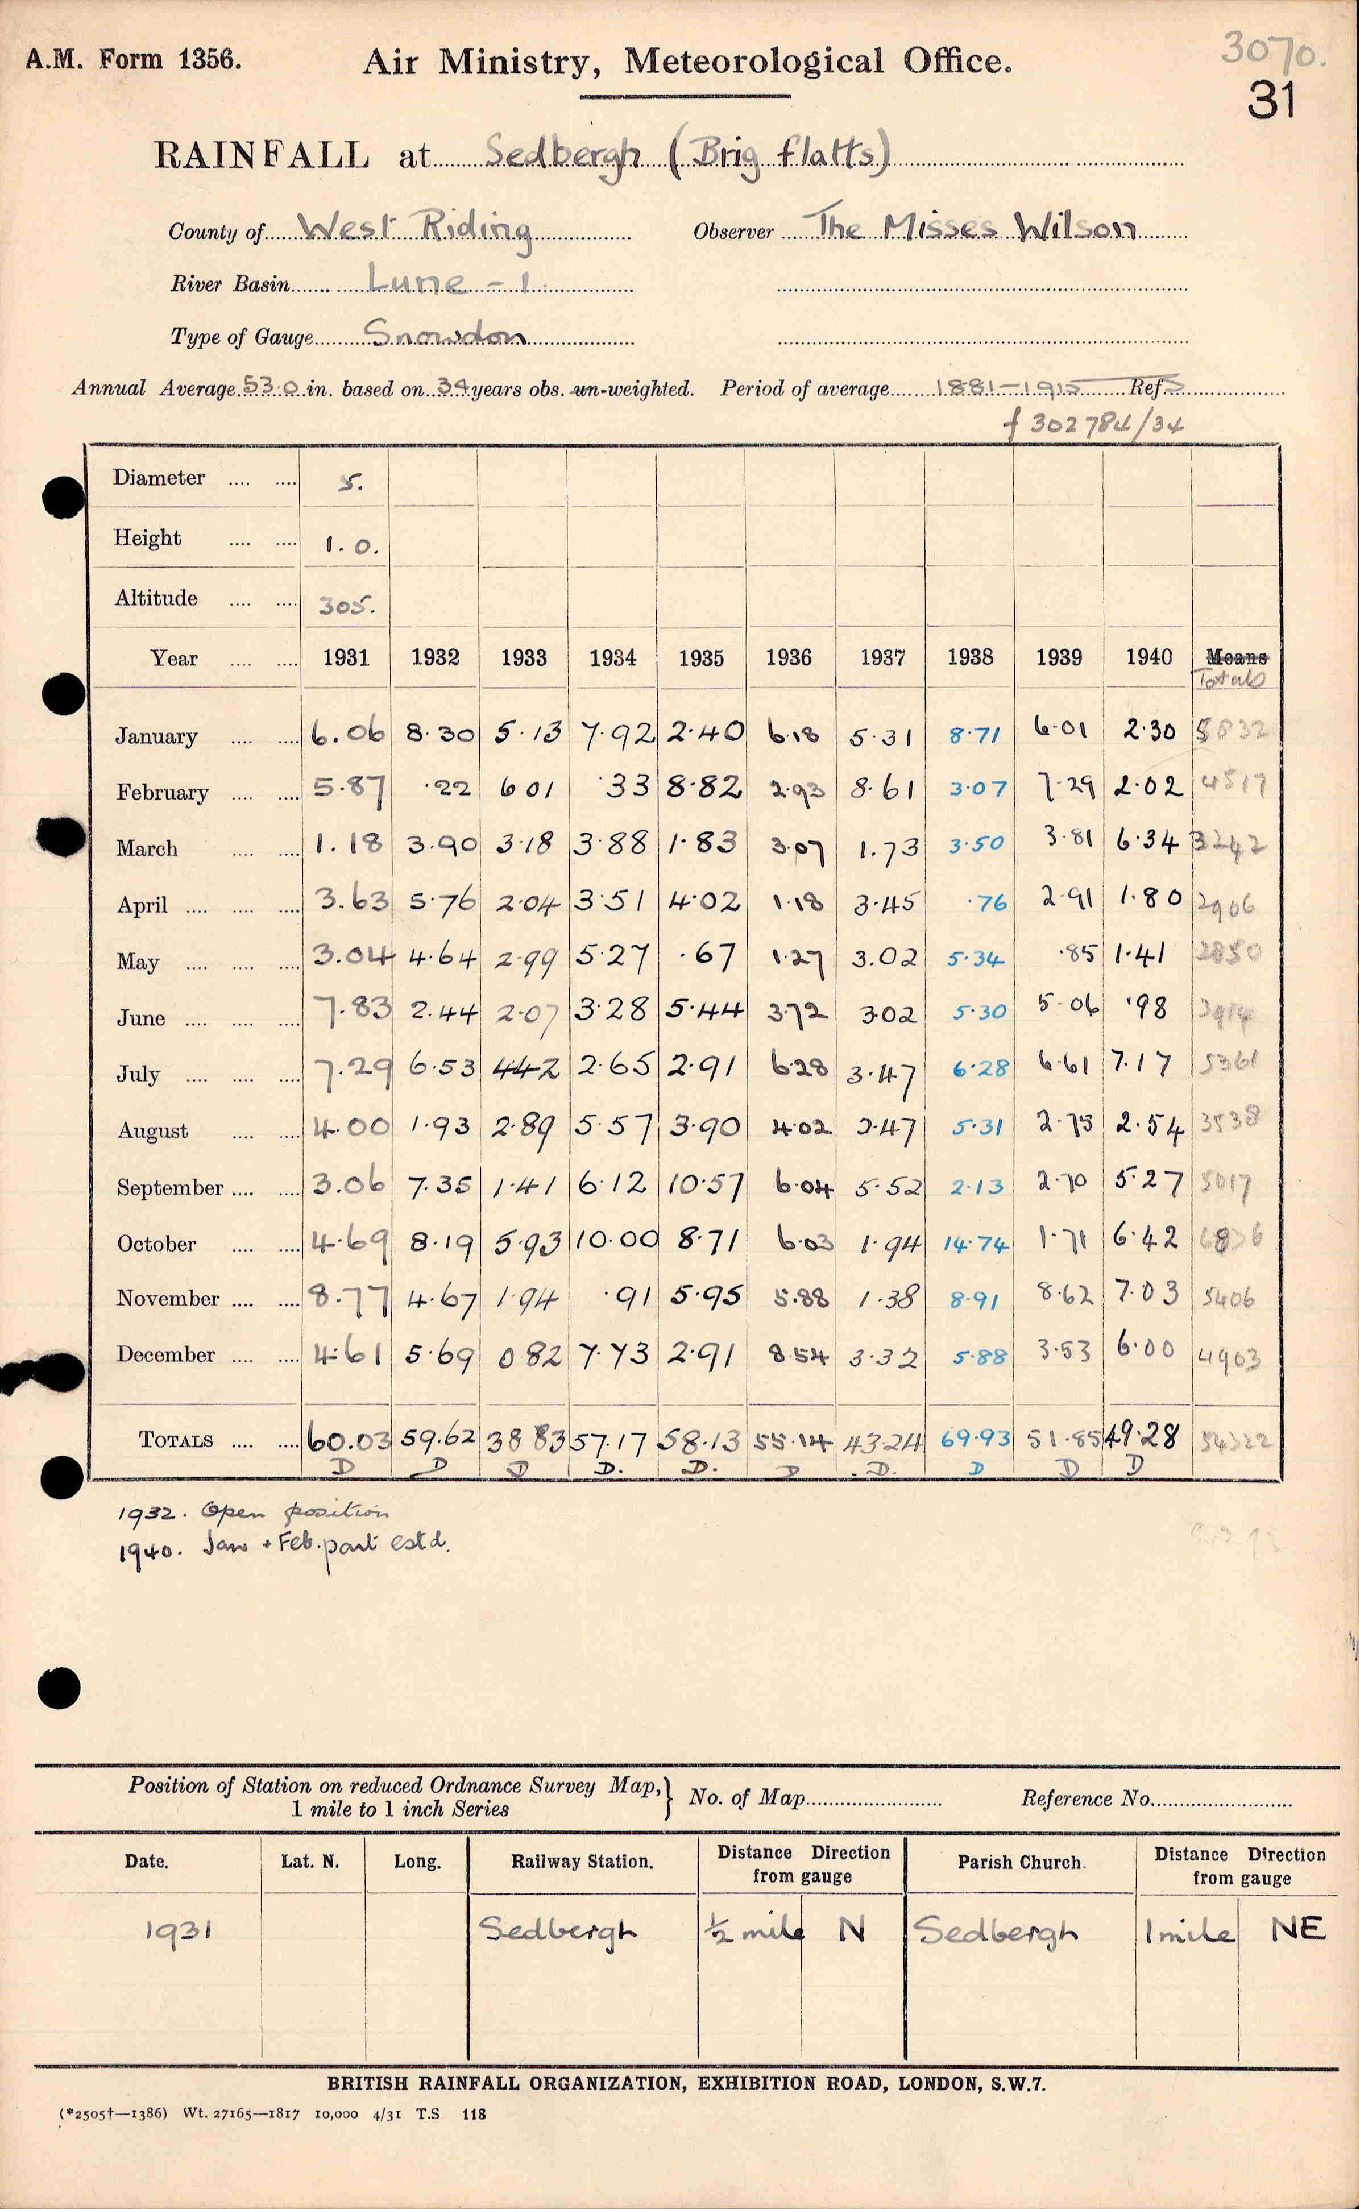 A.M. Form 1356.
Air Ministry, Meteorological Office.
3070.
31
RAINFALL at Sedbergh (Brig flatts)
County of West Riding Observer The Misses Wilson
River Basin Lune - 1
Type of Gauge Snowdon
Annual Average 53.0 in. based on 34 years obs. un-weighted. Period of average 1881-1915 Ref. S
f 302784/34
Diameter 5.
Height 1.0.
Altitude 305.
Year 1931 1932 1933 1934 1935 1936 1937 1938 1939 1940 Means
Totals
January 6.06 8.30 5.13 7.92 2.40 6.18 5.31 8.71 6.01 2.30 5832
February 5.87 .22 6 01 .33 8.82 2.93 8.61 3.07 7.29 2.02 4517
March 1.18 3.90 3.18 3.88 1.83 3.07 1.73 3.50 3.81 6.34 3242
April 3.63 5.76 2.04 3.51 4.02 1.18 3.45 .76 2.91 1.80 2906
May 3.04 4.64 2.99 5.27 .67 1.27 3.02 5.34 .85 1.41 2850
June 7.83 2.44 2.07 3.28 5.44 3.72 3.02 5.30 5.06 .98 3914
July 7.29 6.53 4.42 2.65 2.91 6.28 3.47 6.28 6.61 7.17 5361
August 4.00 1.93 2.89 5.57 3.90 4.02 2.47 5.31 2.75 2.54 3538
September 3.06 7.35 1.41 6.12 10.57 6.04 5.52 2.13 2.70 5.27 5017
October 4.69 8.19 5.93 10.00 8.71 6.03 1.94 14.74 1.71 6.42 6836
November 8.77 4.67 1.94 .91 5.95 5.88 1.38 8.91 8.62 7.03 5406
December 4.61 5.69 0 82 7.73 2.91 8.54 3.32 5.88 3.53 6.00 4903
TOTALS 60.03 59.62 38 83 57.17 58.13 55.14 43.24 69.93 51.85 49.28 54322
D D D D. D. D .D. D D D
1932. Open position
1940. Jan + Feb. part estd.
Position of Station on reduced Ordnance Survey Map, } No. of Map Reference No.
1 mile to 1 inch Series
Date. Lat. N. Long. Railway Station. Distance Direction from gauge Parish Church. Distance Direction from gauge
1931 Sedbergh ½ mile N Sedbergh 1 mile NE
BRITISH RAINFALL ORGANIZATION, EXHIBITION ROAD, LONDON, S.W.7.
(*2505†—1386) Wt. 27165—1817 10,000 4/31 T.S 118